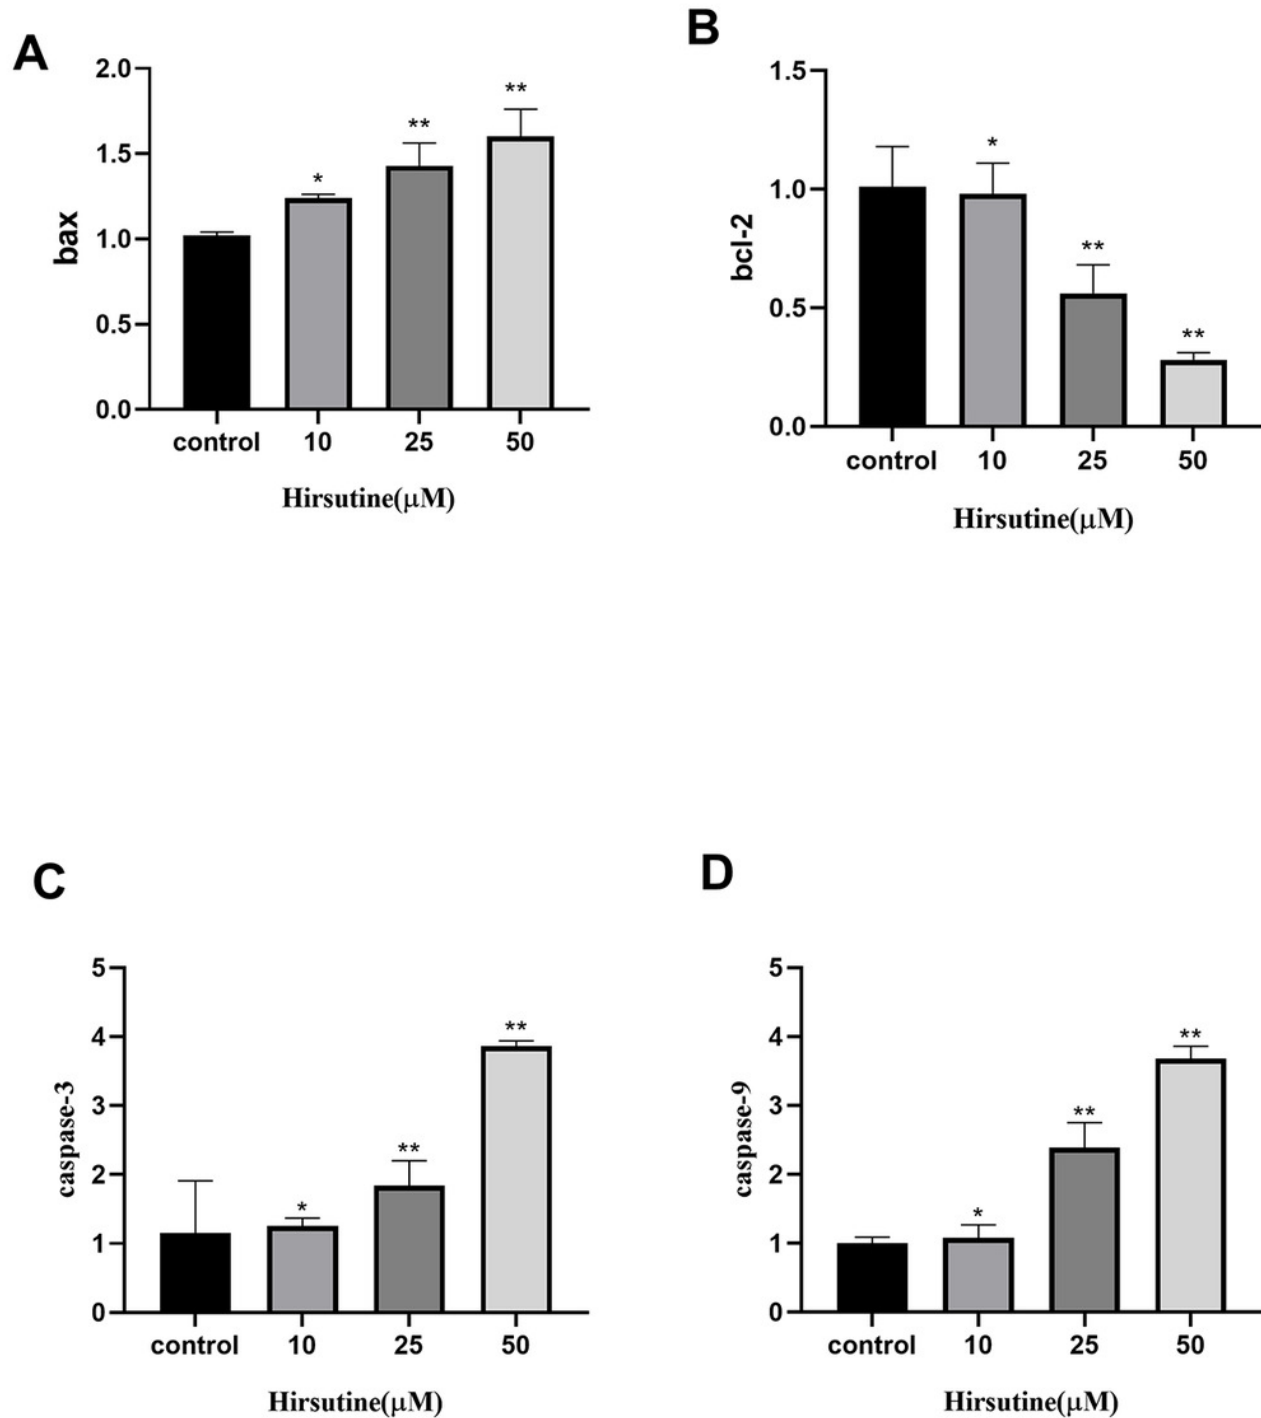 A
bax
2.0
1.5
1.0
0.5
0.0
*
**
**
control 10 25 50
Hirsutine(μM)
B
bcl-2
1.5
1.0
0.5
0.0
*
**
**
control 10 25 50
Hirsutine(μM)
C
caspase-3
5
4
3
2
1
0
*
**
**
control 10 25 50
Hirsutine(μM)
D
caspase-9
5
4
3
2
1
0
*
**
**
control 10 25 50
Hirsutine(μM)